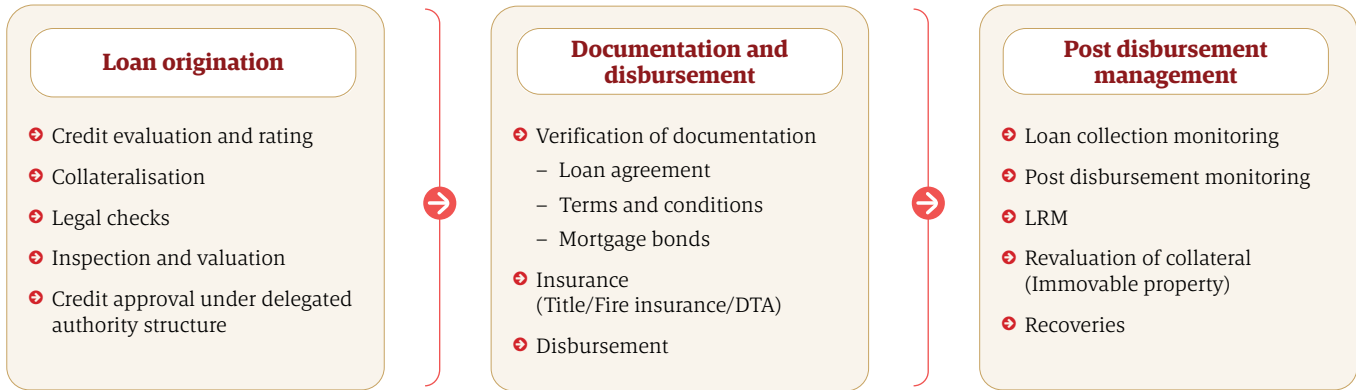 Loan origination
Credit evaluation and rating
Collateralisation
Legal checks
Inspection and valuation
Credit approval under delegated
authority structure
Documentation and
disbursement
Verification of documentation
– Loan agreement
– Terms and conditions
– Mortgage bonds
Insurance
(Title/Fire insurance/DTA)
Disbursement
Post disbursement
management
Loan collection monitoring
Post disbursement monitoring
LRM
Revaluation of collateral
(Immovable property)
Recoveries